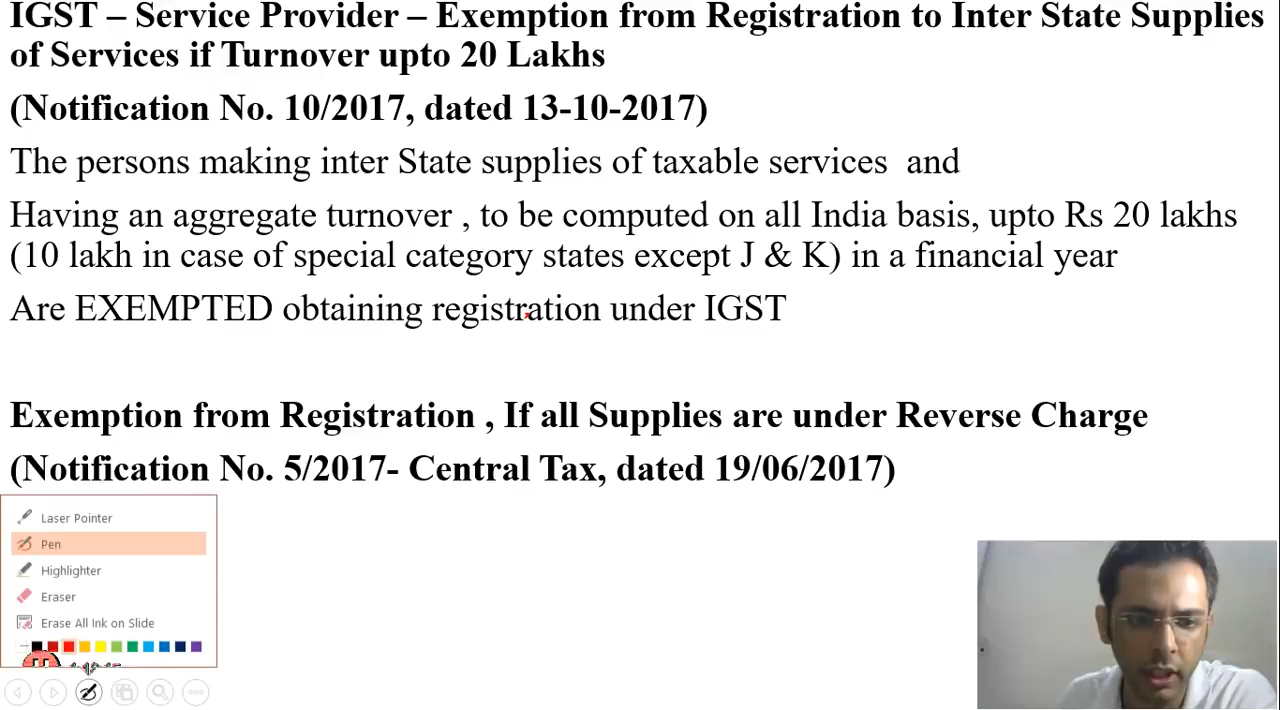 IGST – Service Provider – Exemption from Registration to Inter State Supplies
of Services if Turnover upto 20 Lakhs
(Notification No. 10/2017, dated 13-10-2017)
The persons making inter State supplies of taxable services and
Having an aggregate turnover , to be computed on all India basis, upto Rs 20 lakhs
(10 lakh in case of special category states except J & K) in a financial year
Are EXEMPTED obtaining registration under IGST
Exemption from Registration , If all Supplies are under Reverse Charge
(Notification No. 5/2017- Central Tax, dated 19/06/2017)
Laser Pointer
Pen
Highlighter
Eraser
Erase All Ink on Slide